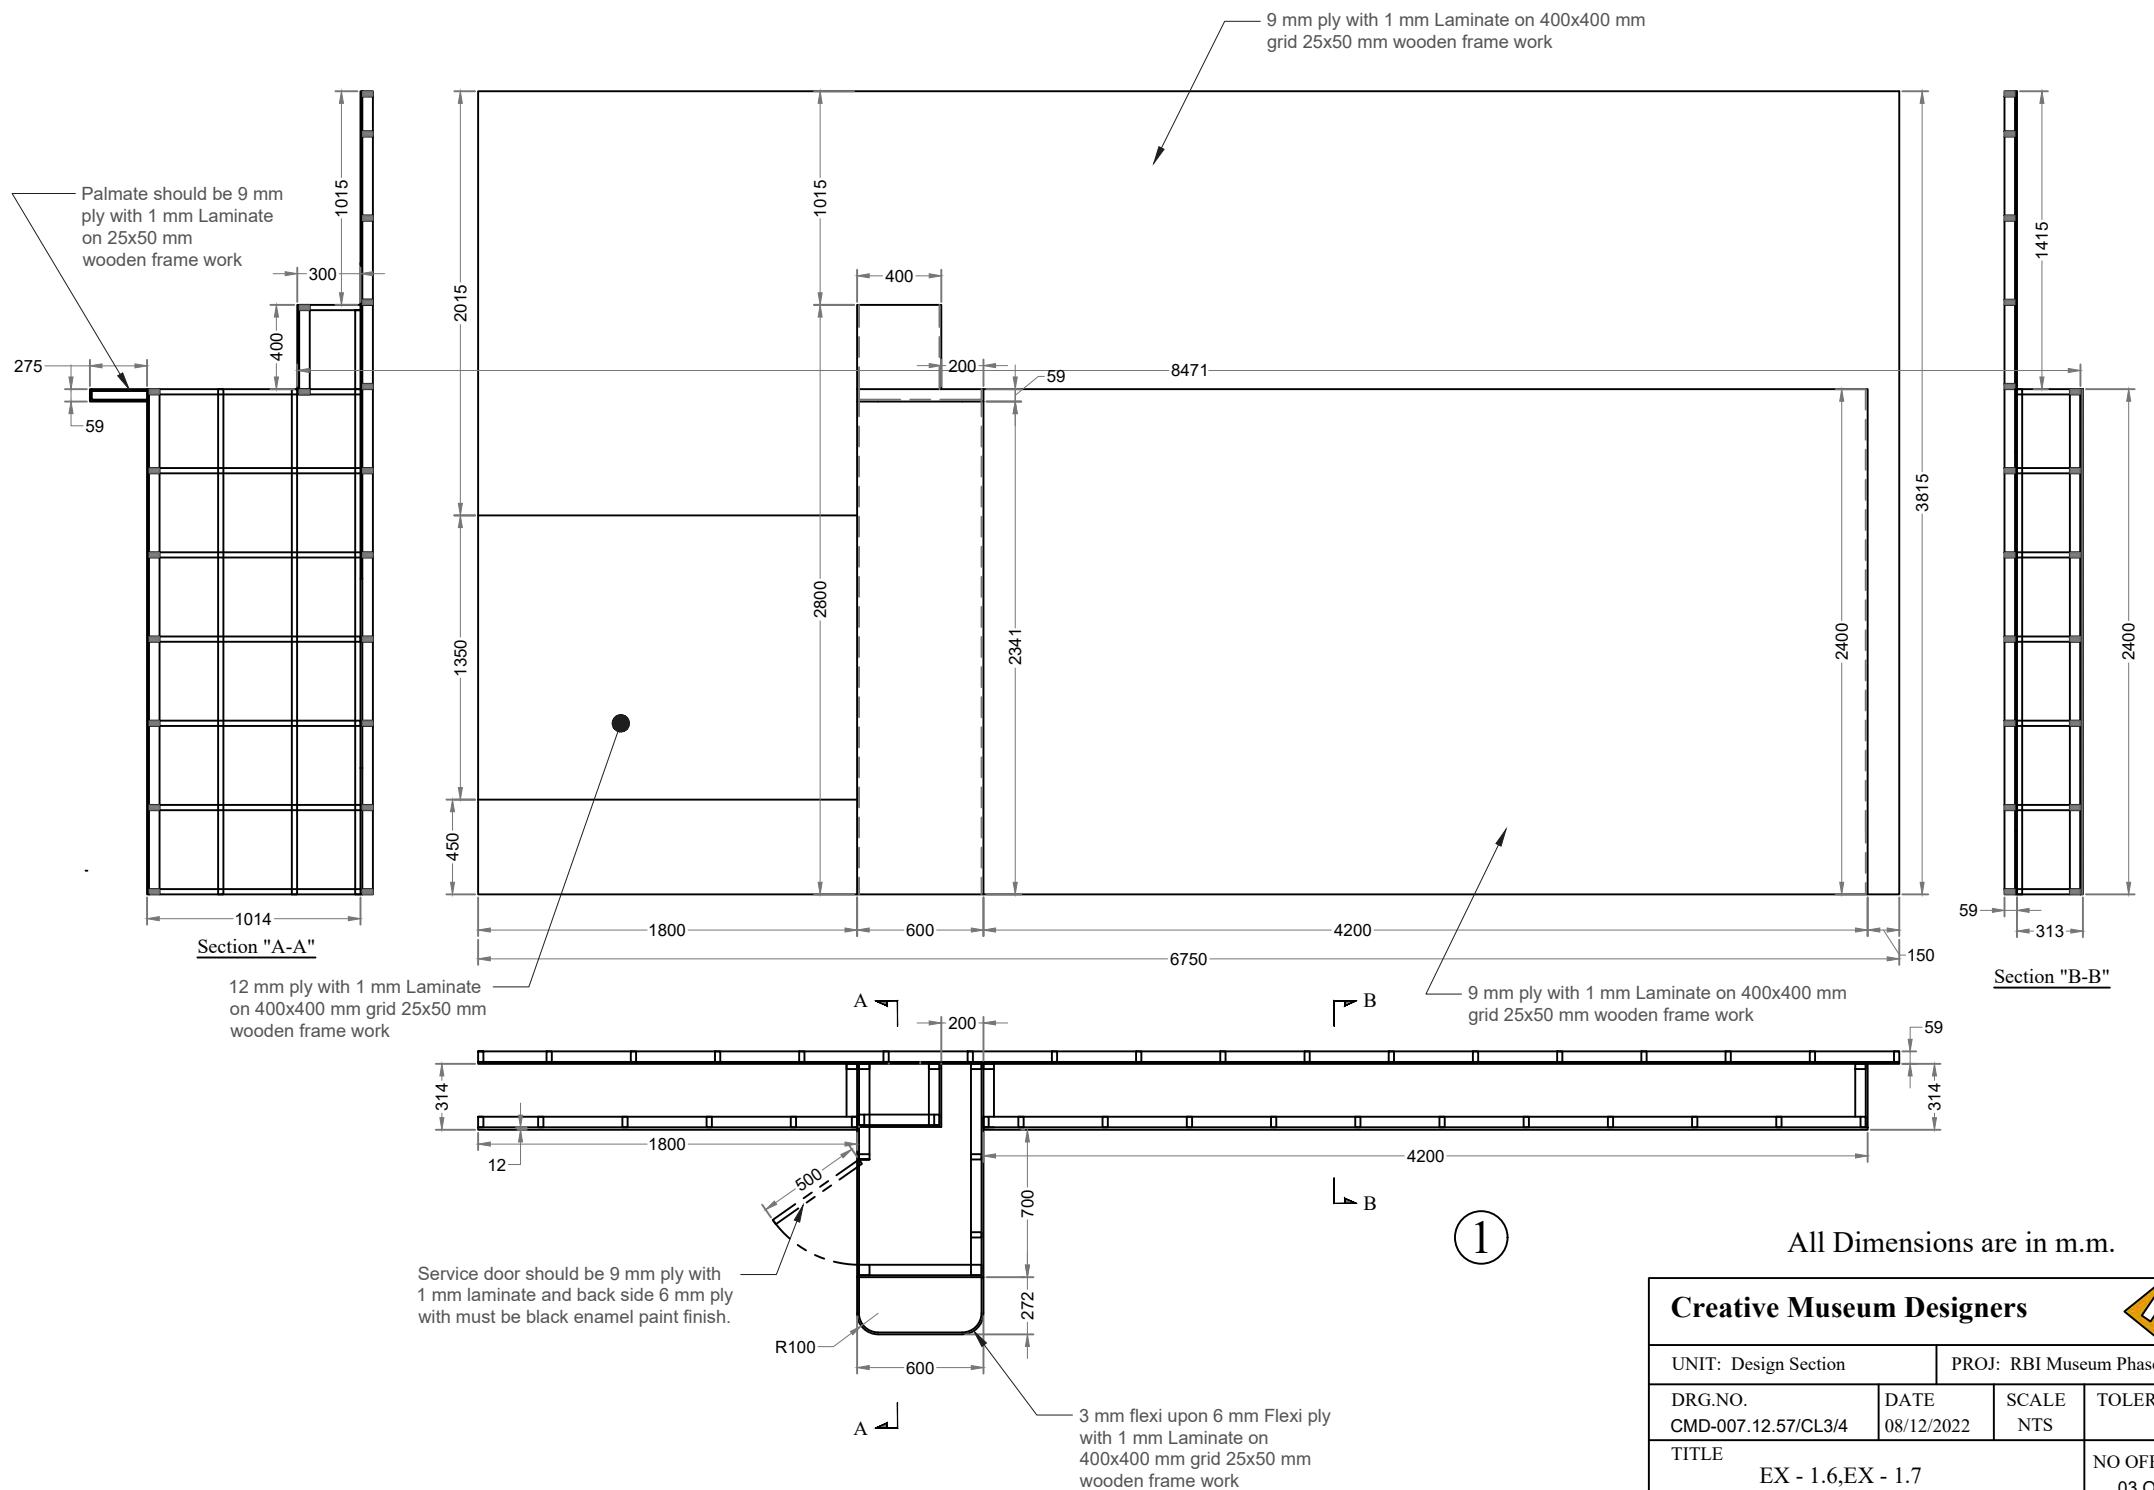 9 mm ply with 1 mm Laminate on 400x400 mm
grid 25x50 mm wooden frame work
Palmate should be 9 mm
ply with 1 mm Laminate
on 25x50 mm
wooden frame work
1015
300
400
275
59
1014
Section "A-A"
2015
1350
450
1015
2800
400
200
59
8471
2341
2400
3815
1800
600
4200
150
6750
1415
2400
59
313
Section "B-B"
12 mm ply with 1 mm Laminate
on 400x400 mm grid 25x50 mm
wooden frame work
9 mm ply with 1 mm Laminate on 400x400 mm
grid 25x50 mm wooden frame work
A
B
200
59
314
314
12
1800
4200
500
700
B
272
R100
600
A
Service door should be 9 mm ply with
1 mm laminate and back side 6 mm ply
with must be black enamel paint finish.
3 mm flexi upon 6 mm Flexi ply
with 1 mm Laminate on
400x400 mm grid 25x50 mm
wooden frame work
1
All Dimensions are in m.m.
Creative Museum Designers
UNIT: Design Section
PROJ: RBI Museum Phase
DRG.NO.
CMD-007.12.57/CL3/4
DATE
08/12/2022
SCALE
NTS
TOLER
TITLE
EX - 1.6,EX - 1.7
NO OF
03